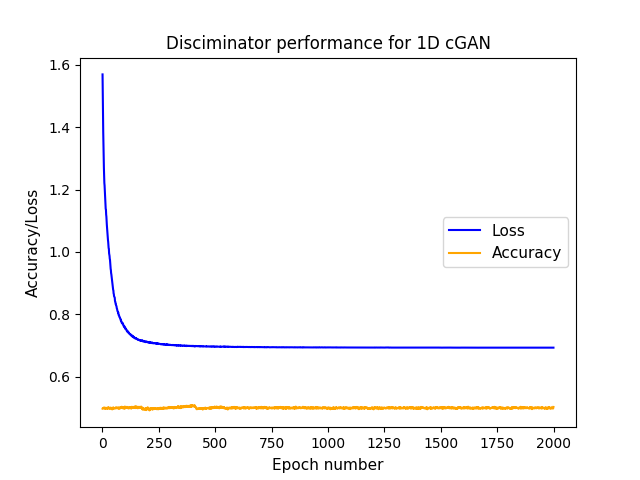 Disciminator performance for 1D cGAN
1.6
1.4
1.2
1.0
0.8
0.6
Accuracy/Loss
Loss
Accuracy
0 250 500 750 1000 1250 1500 1750 2000
Epoch number